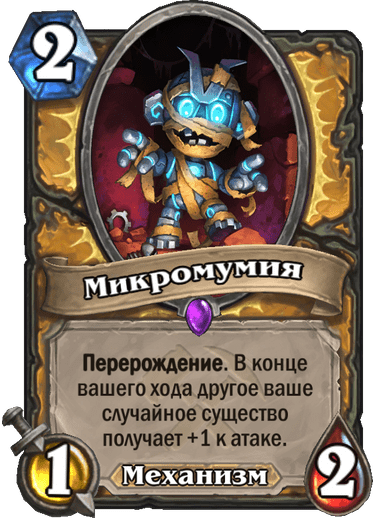 2
Микромумия
Перерождение. В конце
вашего хода другое ваше
случайное существо
получает +1 к атаке.
1
Механизм
2